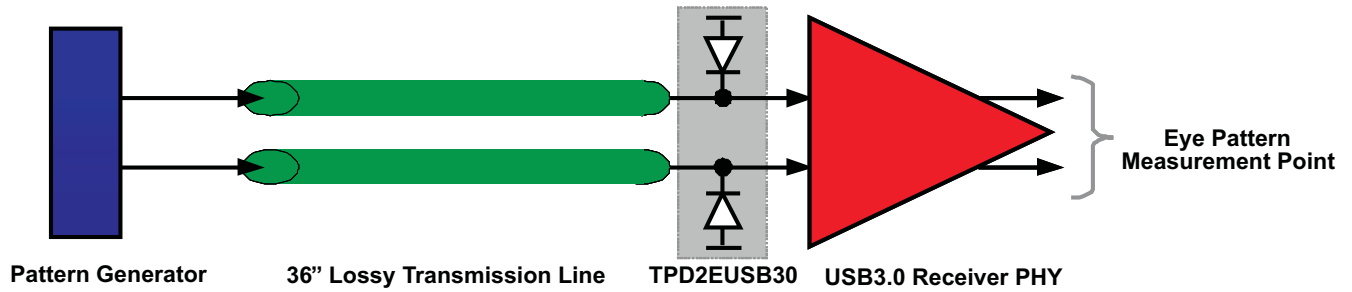 Eye Pattern
Measurement Point
Pattern Generator
36” Lossy Transmission Line
TPD2EUSB30
USB3.0 Receiver PHY